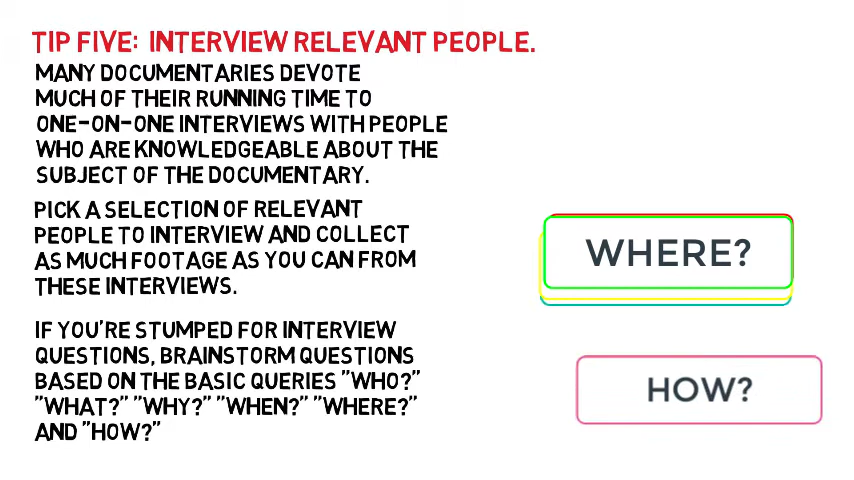 TIP FIVE: INTERVIEW RELEVANT PEOPLE.
MANY DOCUMENTARIES DEVOTE
MUCH OF THEIR RUNNING TIME TO
ONE-ON-ONE INTERVIEWS WITH PEOPLE
WHO ARE KNOWLEDGEABLE ABOUT THE
SUBJECT OF THE DOCUMENTARY.
PICK A SELECTION OF RELEVANT
PEOPLE TO INTERVIEW AND COLLECT
AS MUCH FOOTAGE AS YOU CAN FROM
THESE INTERVIEWS.
IF YOU'RE STUMPED FOR INTERVIEW
QUESTIONS, BRAINSTORM QUESTIONS
BASED ON THE BASIC QUERIES "WHO?"
"WHAT?" "WHY?" "WHEN?" "WHERE?"
AND "HOW?"
WHERE?
HOW?